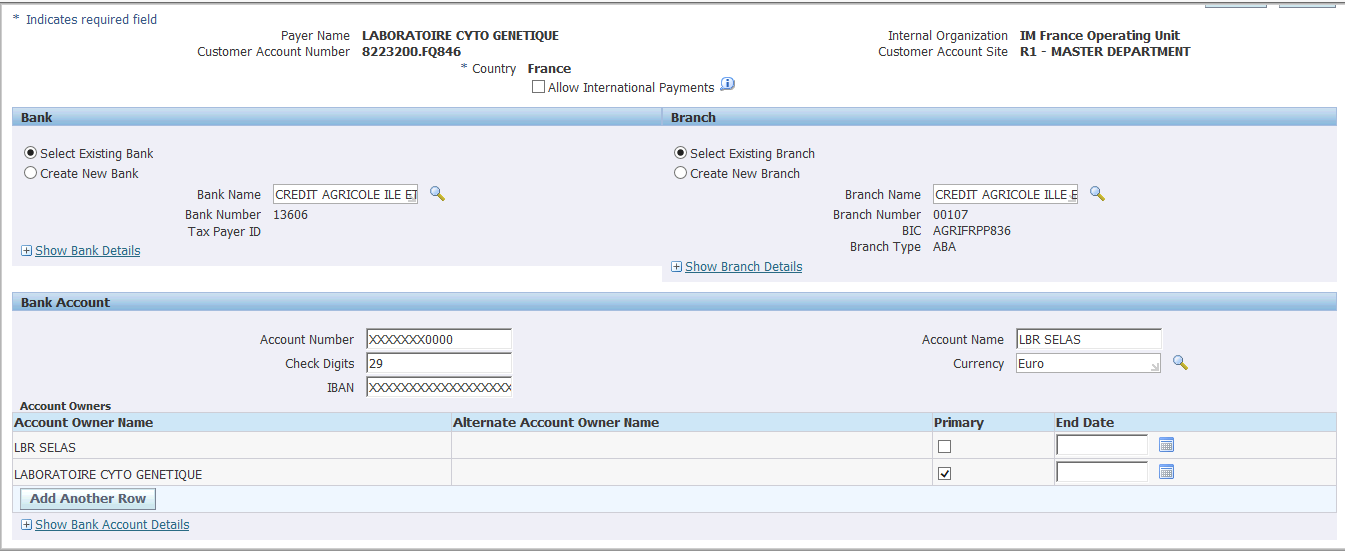 * Indicates required field
Payer Name LABORATOIRE CYTO GENETIQUE
Internal Organization IM France Operating Unit
Customer Account Number 8223200.FQ846
Customer Account Site R1 - MASTER DEPARTMENT
* Country France
Allow International Payments
Bank
Branch
Select Existing Bank
Create New Bank
Bank Name CREDIT AGRICOLE ILE ET
Bank Number 13606
Tax Payer ID
Show Bank Details
Select Existing Branch
Create New Branch
Branch Name CREDIT AGRICOLE ILLE E
Branch Number 00107
BIC AGRIFRPP836
Branch Type ABA
Show Branch Details
Bank Account
Account Number XXXXXXX0000
Account Name LBR SELAS
Check Digits 29
Currency Euro
IBAN XXXXXXXXXXXXXXXXXX
Account Owners
Account Owner Name Alternate Account Owner Name Primary End Date
LBR SELAS
LABORATOIRE CYTO GENETIQUE
Add Another Row
Show Bank Account Details